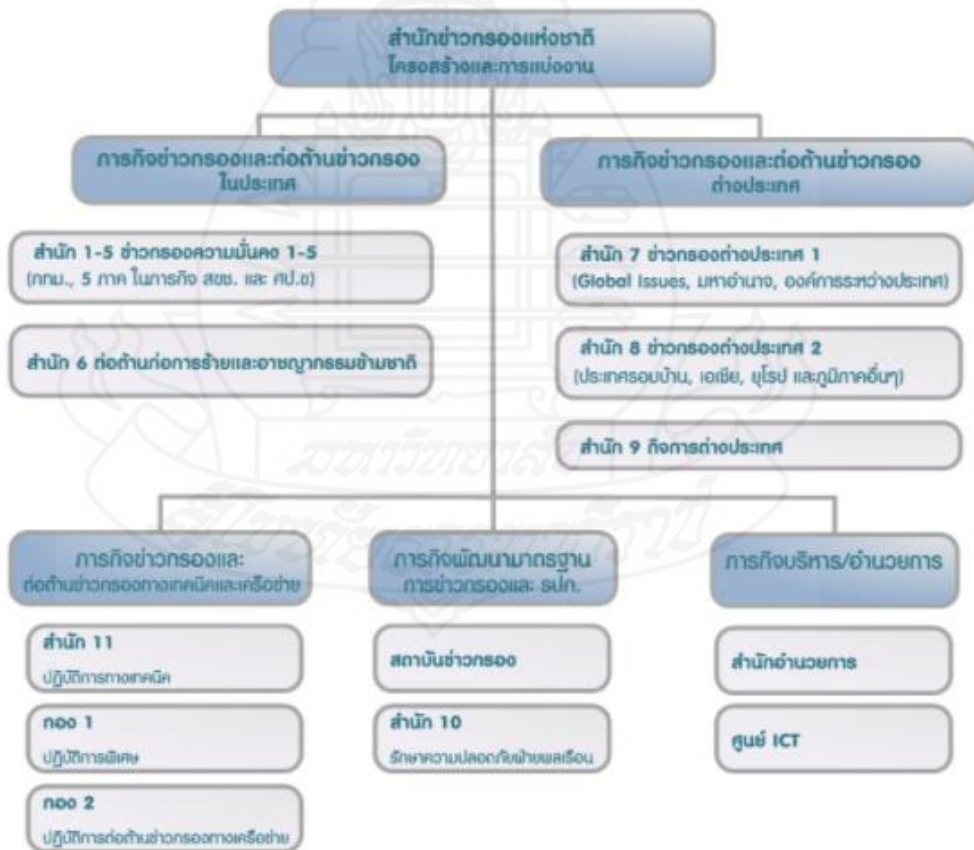 สำนักข่าวกรองแห่งชาติ
โครงสร้างและการแบ่งงาน
ภารกิจข่าวกรองและต่อต้านข่าวกรอง
ในประเทศ
ภารกิจข่าวกรองและต่อต้านข่าวกรอง
ต่างประเทศ
สำนัก 1-5 ข่าวกรองความมั่นคง 1-5
(กทม., 5 ภาค ในภารกิจ สขช. และ ศป.ข)
สำนัก 6 ต่อต้านก่อการร้ายและอาชญากรรมข้ามชาติ
สำนัก 7 ข่าวกรองต่างประเทศ 1
(Global Issues, มหาอำนาจ, องค์การระหว่างประเทศ)
สำนัก 8 ข่าวกรองต่างประเทศ 2
(ประเทศรอบบ้าน, เอเชีย, ยุโรป และภูมิภาคอื่นๆ)
สำนัก 9 กิจการต่างประเทศ
มหาวิทยาลัย
สุโขทัยธรรมาธิราช
ภารกิจข่าวกรองและ
ต่อต้านข่าวกรองทางเทคนิคและเครือข่าย
สำนัก 11
ปฏิบัติการทางเทคนิค
กอง 1
ปฏิบัติการพิเศษ
กอง 2
ปฏิบัติการต่อต้านข่าวกรองทางเครือข่าย
ภารกิจพัฒนามาตรฐาน
การข่าวกรองและ รปภ.
สถาบันข่าวกรอง
สำนัก 10
รักษาความปลอดภัยฝ่ายพลเรือน
ภารกิจบริหาร/อำนวยการ
สำนักอำนวยการ
ศูนย์ ICT